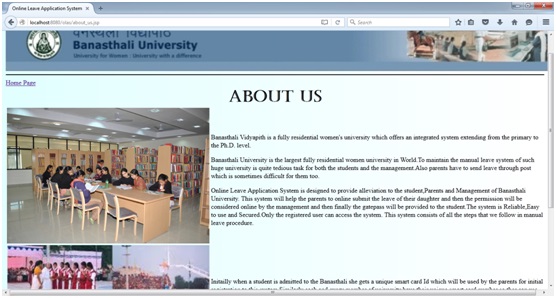 Online Leave Application System
localhost:8080/olas/about_us.jsp
Search
वनस्थली विद्यापीठ
Banasthali University
University for Women : University with a difference
Home Page
ABOUT US
Banasthali Vidyapith is a fully residential women's university which offers an integrated system extending from the primary to
the Ph.D. level.
Banasthali University is the largest fully residential women university in World.To maintain the manual leave system of such
huge university is quite tedious task for both the students and the management.Also parents have to send leave through post
which is sometimes difficult for them too.
Online Leave Application System is designed to provide alleviation to the student,Parents and Management of Banasthali
University. This system will help the parents to online submit the leave of their daughter and then the permission will be
considered online by the management and then finally the gatepass will be provided to the student.The system is Reliable,Easy
to use and Secured.Only the registered user can access the system. This system consists of all the steps that we follow in manual
leave procedure.
Initailly when a student is admitted to the Banasthali she gets a unique smart card Id which will be used by the parents for initial